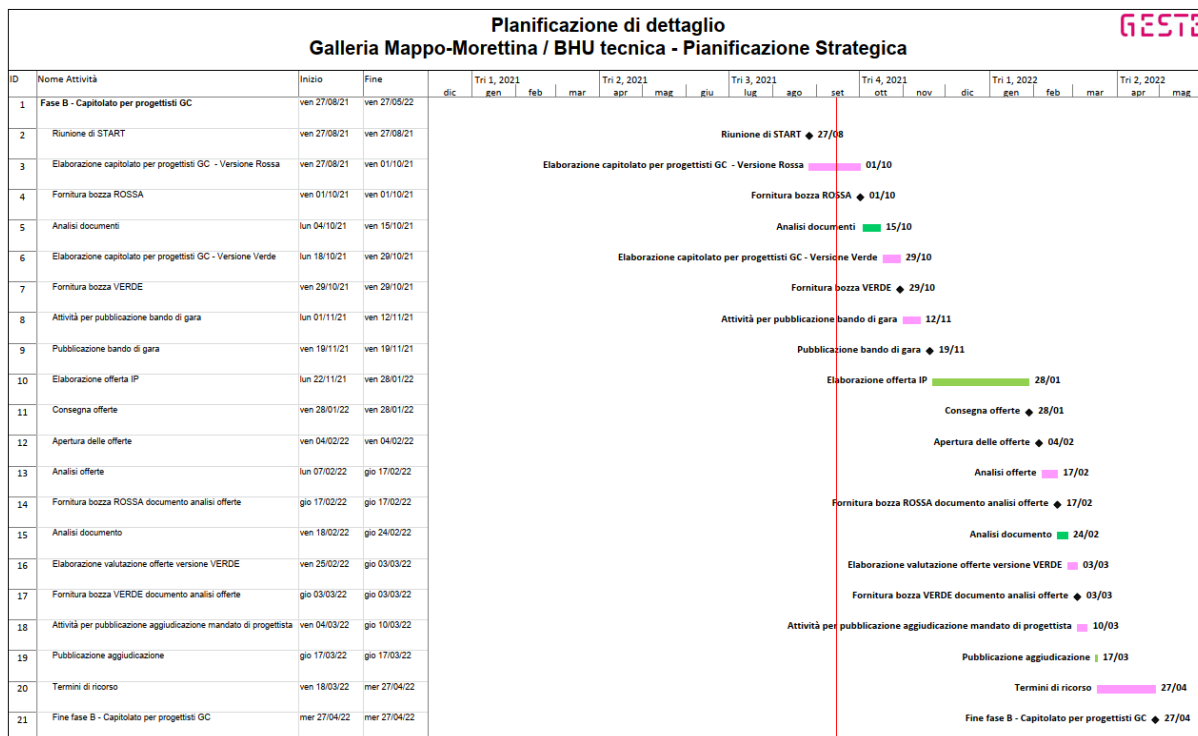 Planificazione di dettaglio
Galleria Mappo-Morettina / BHU tecnica - Pianificazione Strategica
GESTE
ID Nome Attività Inizio Fine Tri 1, 2021 Tri 2, 2021 Tri 3, 2021 Tri 4, 2021 Tri 1, 2022 Tri 2, 2022
dic gen feb mar apr mag giu lug ago set ott nov dic gen feb mar apr mag
1 Fase B - Capitolato per progettisti GC ven 27/08/21 ven 27/05/22
2 Riunione di START ven 27/08/21 ven 27/08/21 Riunione di START 27/08
3 Elaborazione capitolato per progettisti GC - Versione Rossa ven 27/08/21 ven 01/10/21 Elaborazione capitolato per progettisti GC - Versione Rossa 01/10
4 Fornitura bozza ROSSA ven 01/10/21 ven 01/10/21 Fornitura bozza ROSSA 01/10
5 Analisi documenti lun 04/10/21 ven 15/10/21 Analisi documenti 15/10
6 Elaborazione capitolato per progettisti GC - Versione Verde lun 18/10/21 ven 29/10/21 Elaborazione capitolato per progettisti GC - Versione Verde 29/10
7 Fornitura bozza VERDE ven 29/10/21 ven 29/10/21 Fornitura bozza VERDE 29/10
8 Attività per pubblicazione bando di gara lun 01/11/21 ven 12/11/21 Attività per pubblicazione bando di gara 12/11
9 Pubblicazione bando di gara ven 19/11/21 ven 19/11/21 Pubblicazione bando di gara 19/11
10 Elaborazione offerta IP lun 22/11/21 ven 28/01/22 Elaborazione offerta IP 28/01
11 Consegna offerte ven 28/01/22 ven 28/01/22 Consegna offerte 28/01
12 Apertura delle offerte ven 04/02/22 ven 04/02/22 Apertura delle offerte 04/02
13 Analisi offerte lun 07/02/22 gio 17/02/22 Analisi offerte 17/02
14 Fornitura bozza ROSSA documento analisi offerte gio 17/02/22 gio 17/02/22 Fornitura bozza ROSSA documento analisi offerte 17/02
15 Analisi documento ven 18/02/22 gio 24/02/22 Analisi documento 24/02
16 Elaborazione valutazione offerte versione VERDE ven 25/02/22 gio 03/03/22 Elaborazione valutazione offerte versione VERDE 03/03
17 Fornitura bozza VERDE documento analisi offerte gio 03/03/22 gio 03/03/22 Fornitura bozza VERDE documento analisi offerte 03/03
18 Attività per pubblicazione aggiudicazione mandato di progettista ven 04/03/22 gio 10/03/22 Attività per pubblicazione aggiudicazione mandato di progettista 10/03
19 Pubblicazione aggiudicazione gio 17/03/22 gio 17/03/22 Pubblicazione aggiudicazione 17/03
20 Termini di ricorso ven 18/03/22 mer 27/04/22 Termini di ricorso 27/04
21 Fine fase B - Capitolato per progettisti GC mer 27/04/22 mer 27/04/22 Fine fase B - Capitolato per progettisti GC 27/04